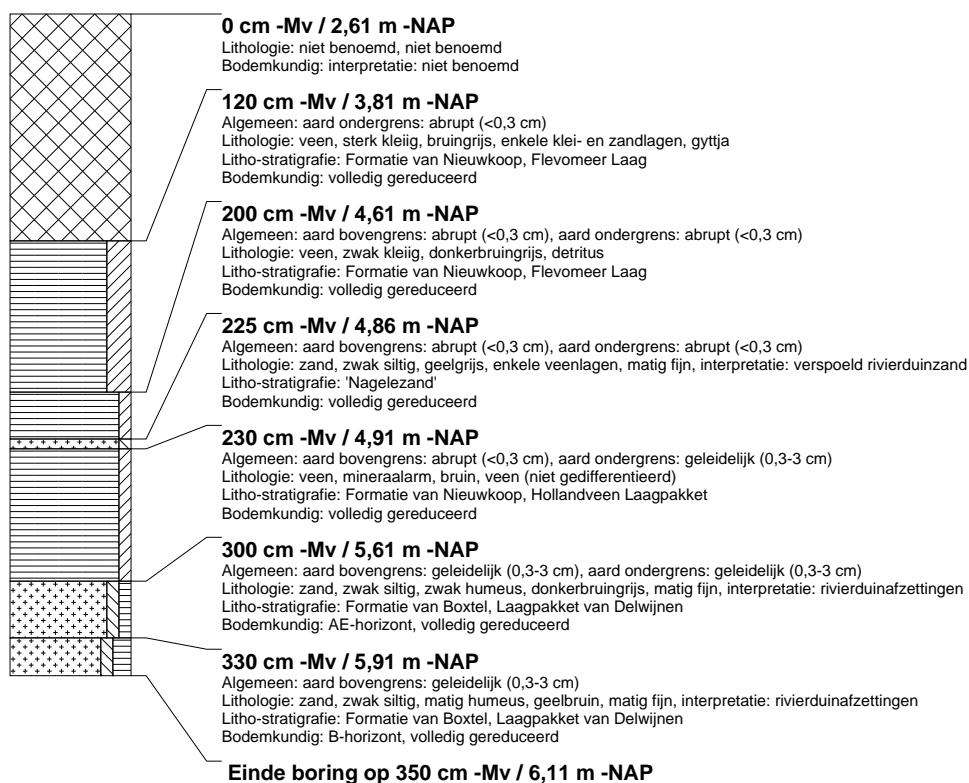 0 cm -Mv / 2,61 m -NAP
Lithologie: niet benoemd, niet benoemd
Bodemkundig: interpretatie: niet benoemd
120 cm -Mv / 3,81 m -NAP
Algemeen: aard ondergrens: abrupt (<0,3 cm)
Lithologie: veen, sterk kleiig, bruingrijs, enkele klei- en zandlagen, gyttja
Litho-stratigrafie: Formatie van Nieuwkoop, Flevomeer Laag
Bodemkundig: volledig gereduceerd
200 cm -Mv / 4,61 m -NAP
Algemeen: aard bovengrens: abrupt (<0,3 cm), aard ondergrens: abrupt (<0,3 cm)
Lithologie: veen, zwak kleiig, donkerbruingrijs, detritus
Litho-stratigrafie: Formatie van Nieuwkoop, Flevomeer Laag
Bodemkundig: volledig gereduceerd
225 cm -Mv / 4,86 m -NAP
Algemeen: aard bovengrens: abrupt (<0,3 cm), aard ondergrens: abrupt (<0,3 cm)
Lithologie: zand, zwak siltig, geelgrijs, enkele veenlagen, matig fijn, interpretatie: verspoeld rivierduinzand
Litho-stratigrafie: 'Nagelezand'
Bodemkundig: volledig gereduceerd
230 cm -Mv / 4,91 m -NAP
Algemeen: aard bovengrens: abrupt (<0,3 cm), aard ondergrens: geleidelijk (0,3-3 cm)
Lithologie: veen, mineraalarm, bruin, veen (niet gedifferentieerd)
Litho-stratigrafie: Formatie van Nieuwkoop, Hollandveen Laagpakket
Bodemkundig: volledig gereduceerd
300 cm -Mv / 5,61 m -NAP
Algemeen: aard bovengrens: geleidelijk (0,3-3 cm), aard ondergrens: geleidelijk (0,3-3 cm)
Lithologie: zand, zwak siltig, zwak humeus, donkerbruingrijs, matig fijn, interpretatie: rivierduinafzettingen
Litho-stratigrafie: Formatie van Boxtel, Laagpakket van Delwijnen
Bodemkundig: AE-horizont, volledig gereduceerd
330 cm -Mv / 5,91 m -NAP
Algemeen: aard bovengrens: geleidelijk (0,3-3 cm)
Lithologie: zand, zwak siltig, matig humeus, geelbruin, matig fijn, interpretatie: rivierduinafzettingen
Litho-stratigrafie: Formatie van Boxtel, Laagpakket van Delwijnen
Bodemkundig: B-horizont, volledig gereduceerd
Einde boring op 350 cm -Mv / 6,11 m -NAP